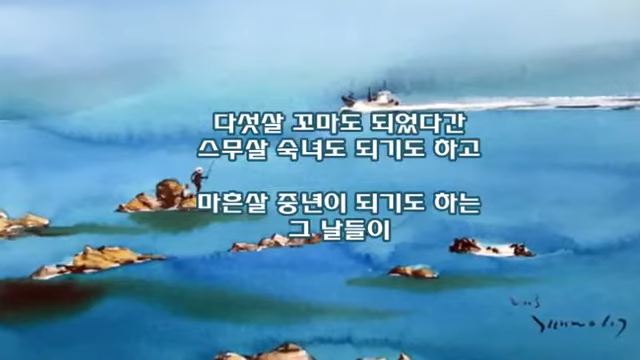 다섯살 꼬마도 되었다간
스무살 숙녀도 되기도 하고
마흔살 중년이 되기도 하는
그 날들이